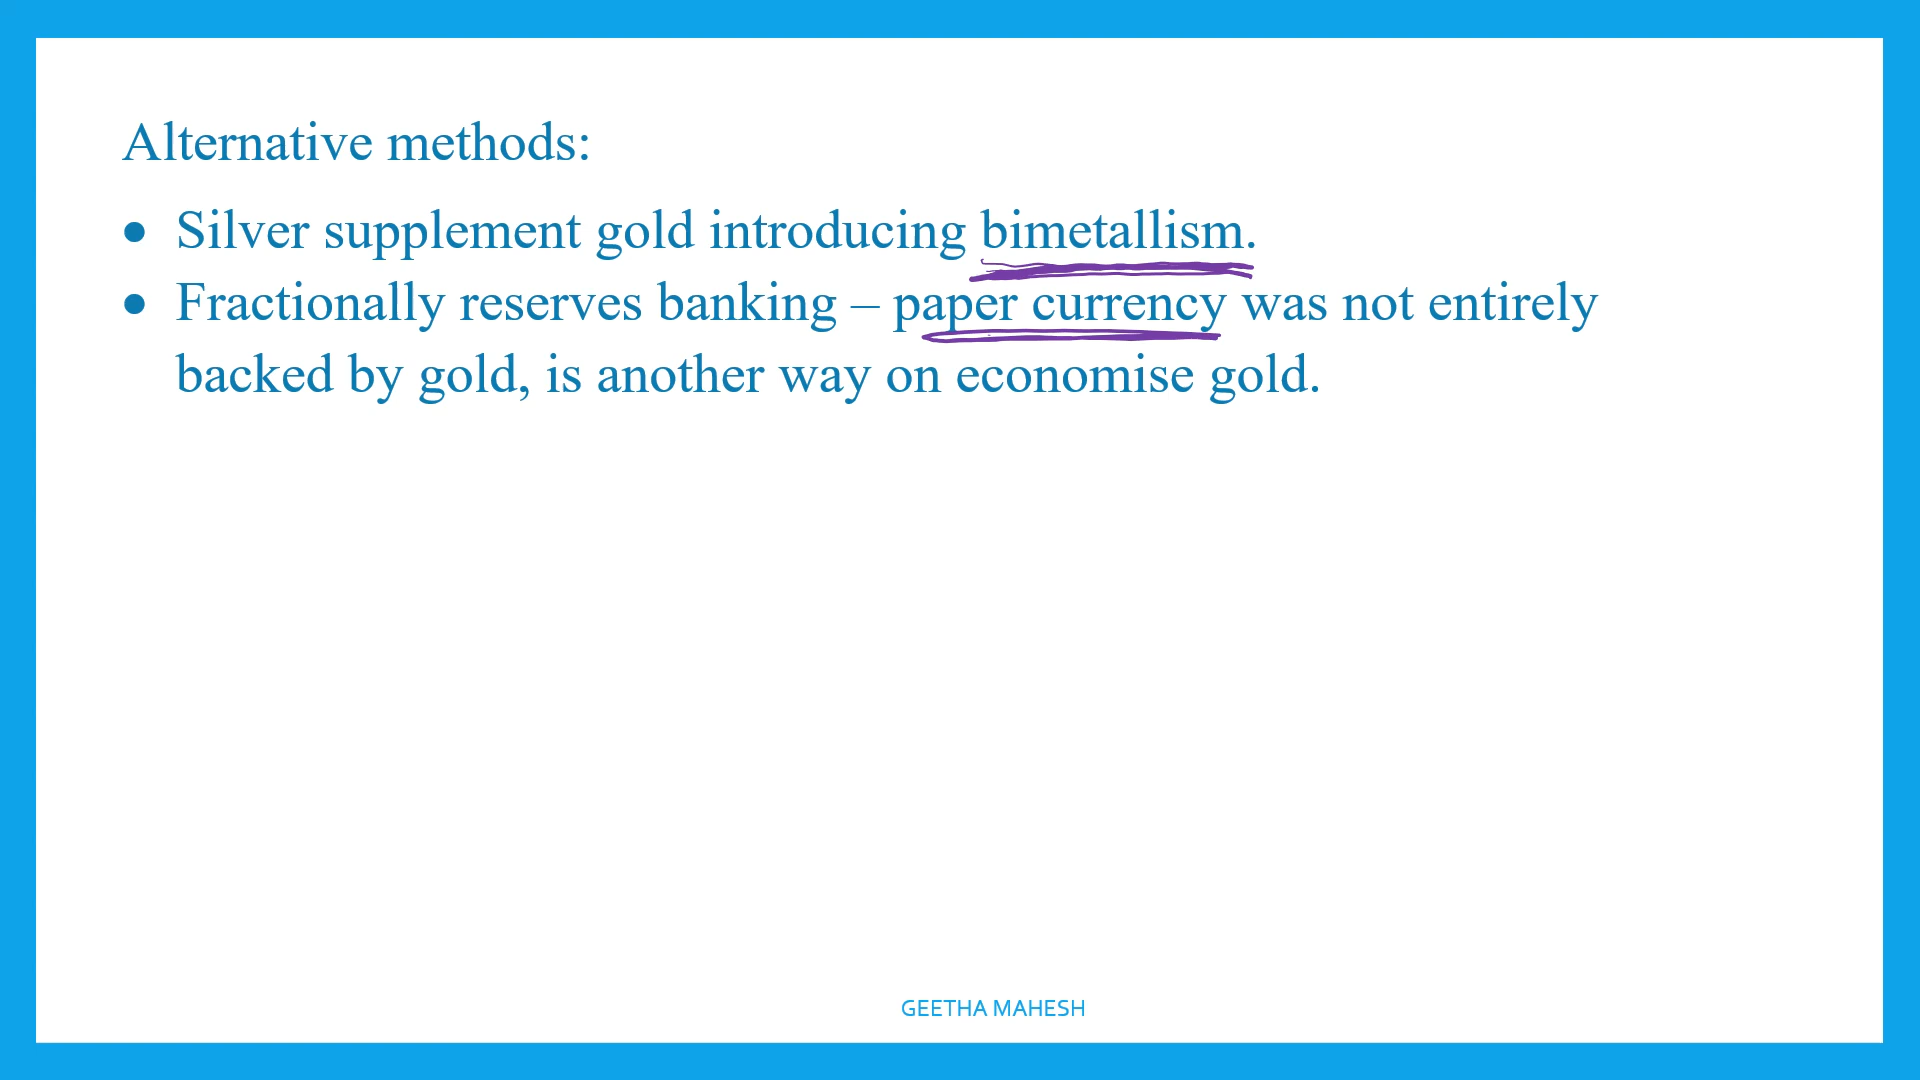 Alternative methods:
• Silver supplement gold introducing bimetallism.
• Fractionally reserves banking – paper currency was not entirely
backed by gold, is another way on economise gold.
GEETHA MAHESH